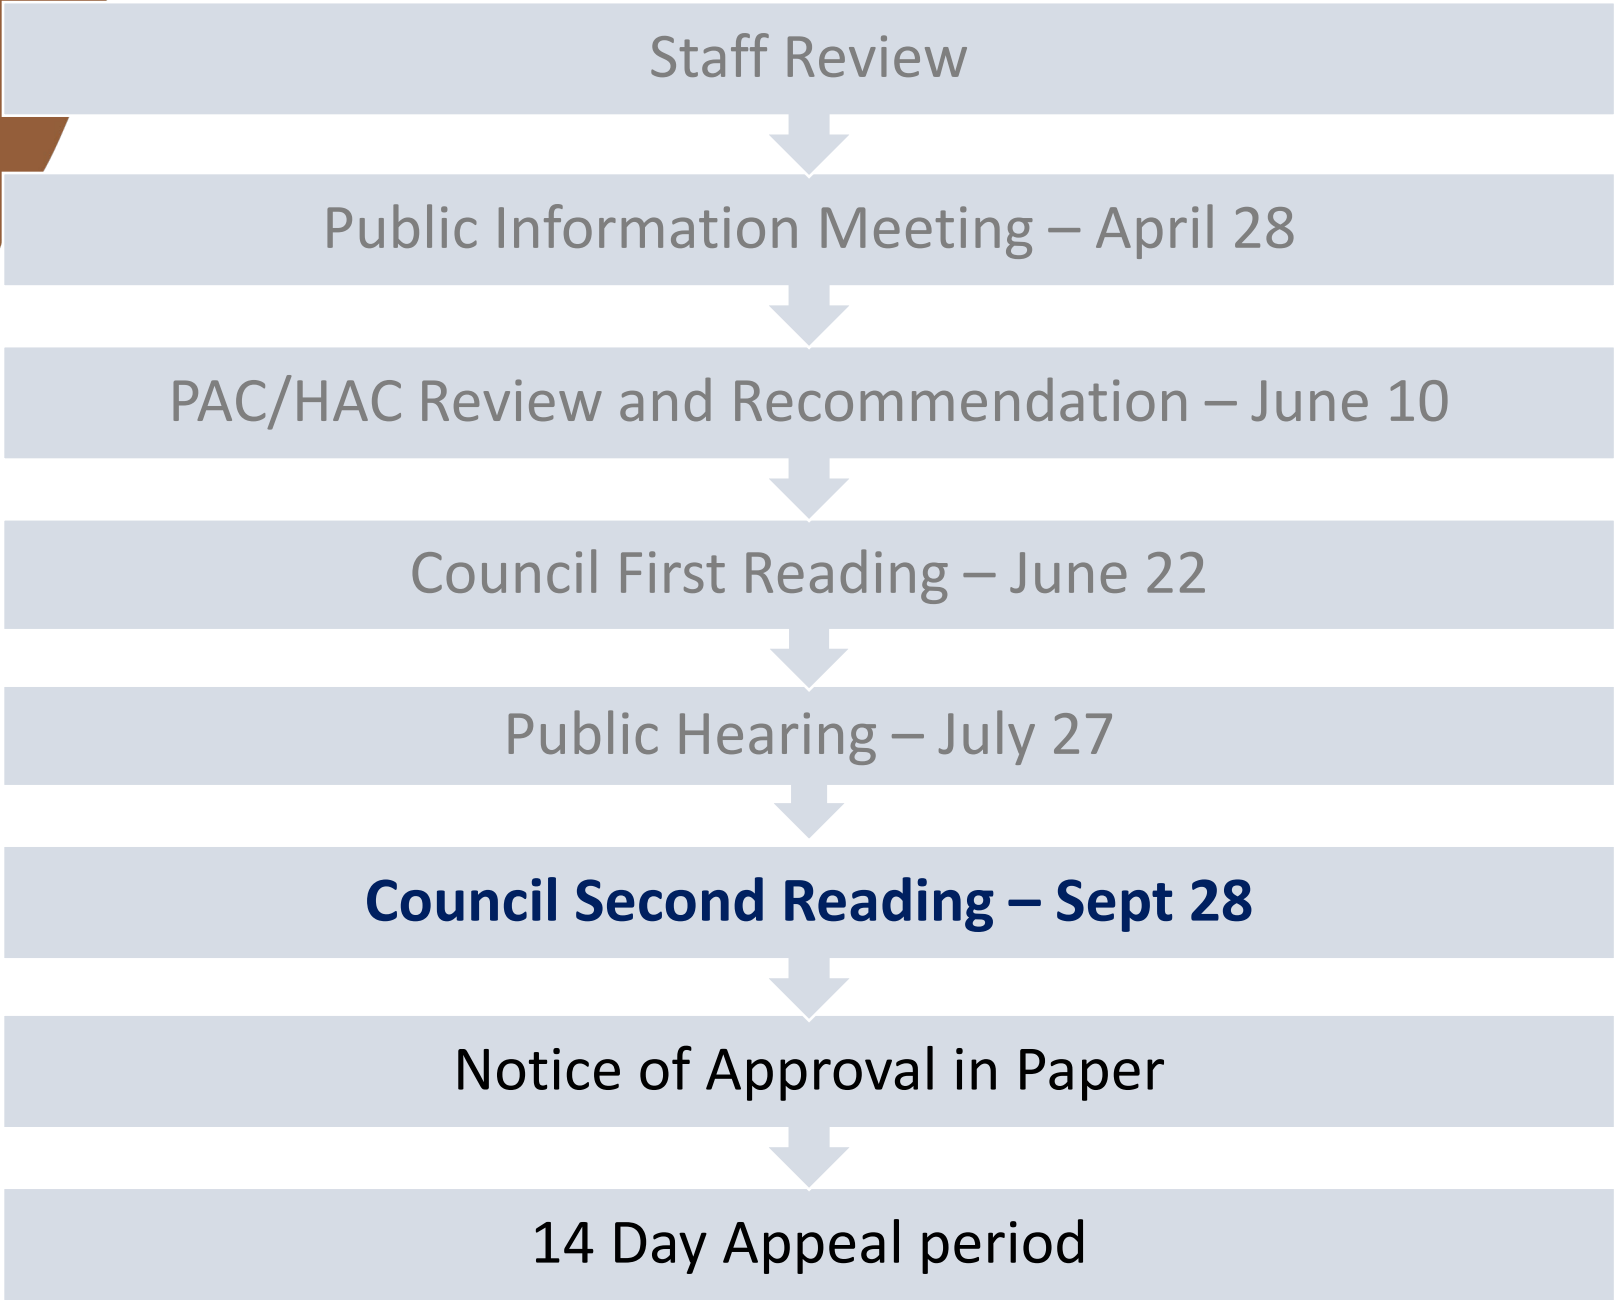 Staff Review
Public Information Meeting – April 28
PAC/HAC Review and Recommendation – June 10
Council First Reading – June 22
Public Hearing – July 27
Council Second Reading – Sept 28
Notice of Approval in Paper
14 Day Appeal period